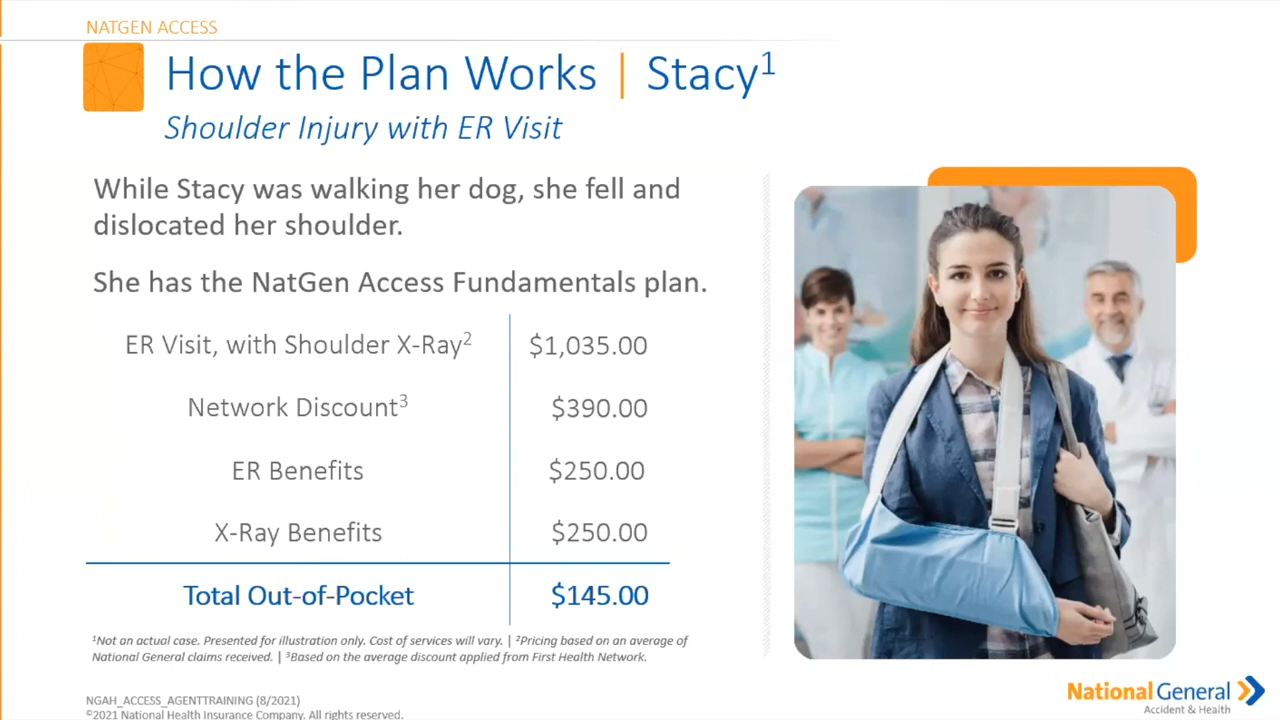 NATGEN ACCESS
How the Plan Works | Stacy¹
Shoulder Injury with ER Visit
While Stacy was walking her dog, she fell and
dislocated her shoulder.
She has the NatGen Access Fundamentals plan.
ER Visit, with Shoulder X-Ray² $1,035.00
Network Discount³ $390.00
ER Benefits $250.00
X-Ray Benefits $250.00
Total Out-of-Pocket $145.00
¹Not an actual case. Presented for illustration only. Cost of services will vary. | ²Pricing based on an average of
National General claims received. | ³Based on the average discount applied from First Health Network.
NGAH_ACCESS_AGENTTRAINING (8/2021)
©2021 National Health Insurance Company. All rights reserved.
National General
Accident & Health